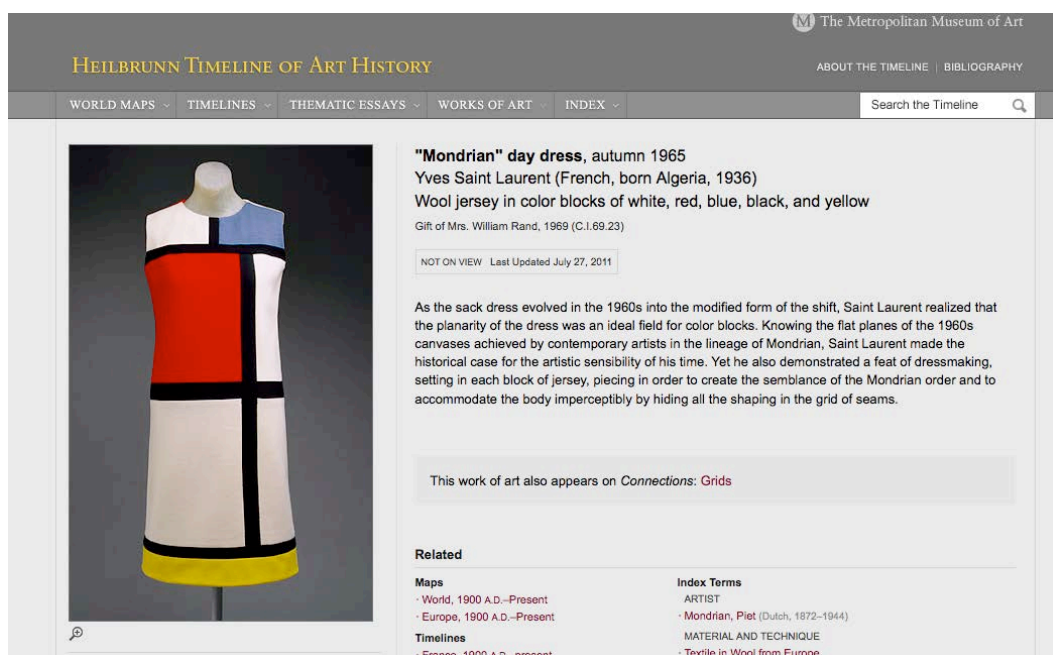 M The Metropolitan Museum of Art
HEILBRUNN TIMELINE OF ART HISTORY
ABOUT THE TIMELINE | BIBLIOGRAPHY
WORLD MAPS TIMELINES THEMATIC ESSAYS WORKS OF ART INDEX Search the Timeline
"Mondrian" day dress, autumn 1965
Yves Saint Laurent (French, born Algeria, 1936)
Wool jersey in color blocks of white, red, blue, black, and yellow
Gift of Mrs. William Rand, 1969 (C.I.69.23)
NOT ON VIEW Last Updated July 27, 2011
As the sack dress evolved in the 1960s into the modified form of the shift, Saint Laurent realized that
the planarity of the dress was an ideal field for color blocks. Knowing the flat planes of the 1960s
canvases achieved by contemporary artists in the lineage of Mondrian, Saint Laurent made the
historical case for the artistic sensibility of his time. Yet he also demonstrated a feat of dressmaking,
setting in each block of jersey, piecing in order to create the semblance of the Mondrian order and to
accommodate the body imperceptibly by hiding all the shaping in the grid of seams.
This work of art also appears on Connections: Grids
Related
Maps
· World, 1900 A.D.–Present
· Europe, 1900 A.D.–Present
Timelines
· France, 1900 A.D.–present
Index Terms
ARTIST
· Mondrian, Piet (Dutch, 1872–1944)
MATERIAL AND TECHNIQUE
· Textile in Wool from Europe